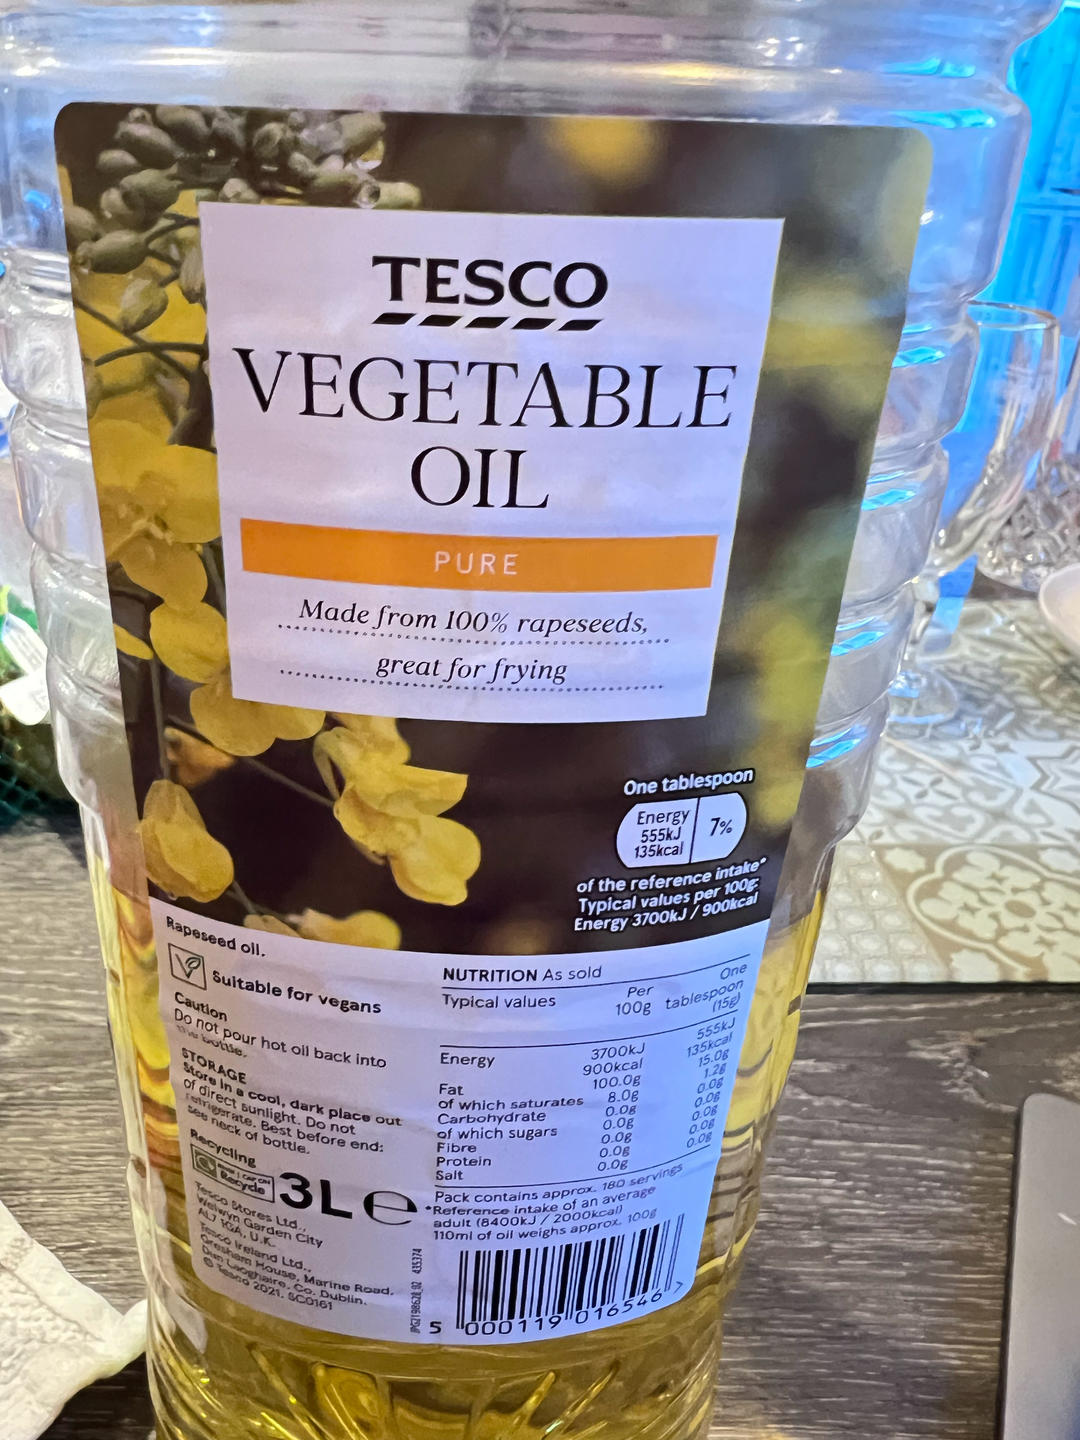 TESCO
VEGETABLE
OIL
PURE
Made from 100% rapeseeds,
great for frying
One tablespoon
Energy
555kJ
135kcal
7%
of the reference intake*
Typical values per 100g:
Energy 3700kJ / 900kcal
Rapeseed oil.
Suitable for vegans
Caution
Do not pour hot oil back into
the bottle.
STORAGE
Store in a cool, dark place out
of direct sunlight. Do not
refrigerate. Best before end:
see neck of bottle.
Recycling
Recycle
3L e
Tesco Stores Ltd.,
Welwyn Garden City
AL7 1GA, U.K.
Tesco Ireland Ltd.,
Gresham House, Marine Road,
Dun Laoghaire, Co. Dublin.
© Tesco 2021. SC0161
NUTRITION As sold
Typical values Per 100g One tablespoon (15g)
Energy 3700kJ 555kJ
900kcal 135kcal
Fat 100.0g 15.0g
of which saturates 8.0g 1.2g
Carbohydrate 0.0g 0.0g
of which sugars 0.0g 0.0g
Fibre 0.0g 0.0g
Protein 0.0g 0.0g
Salt 0.0g 0.0g
Pack contains approx. 180 servings
*Reference intake of an average
adult (8400kJ / 2000kcal)
110ml of oil weighs approx. 100g
435374
5 000119 016546 >